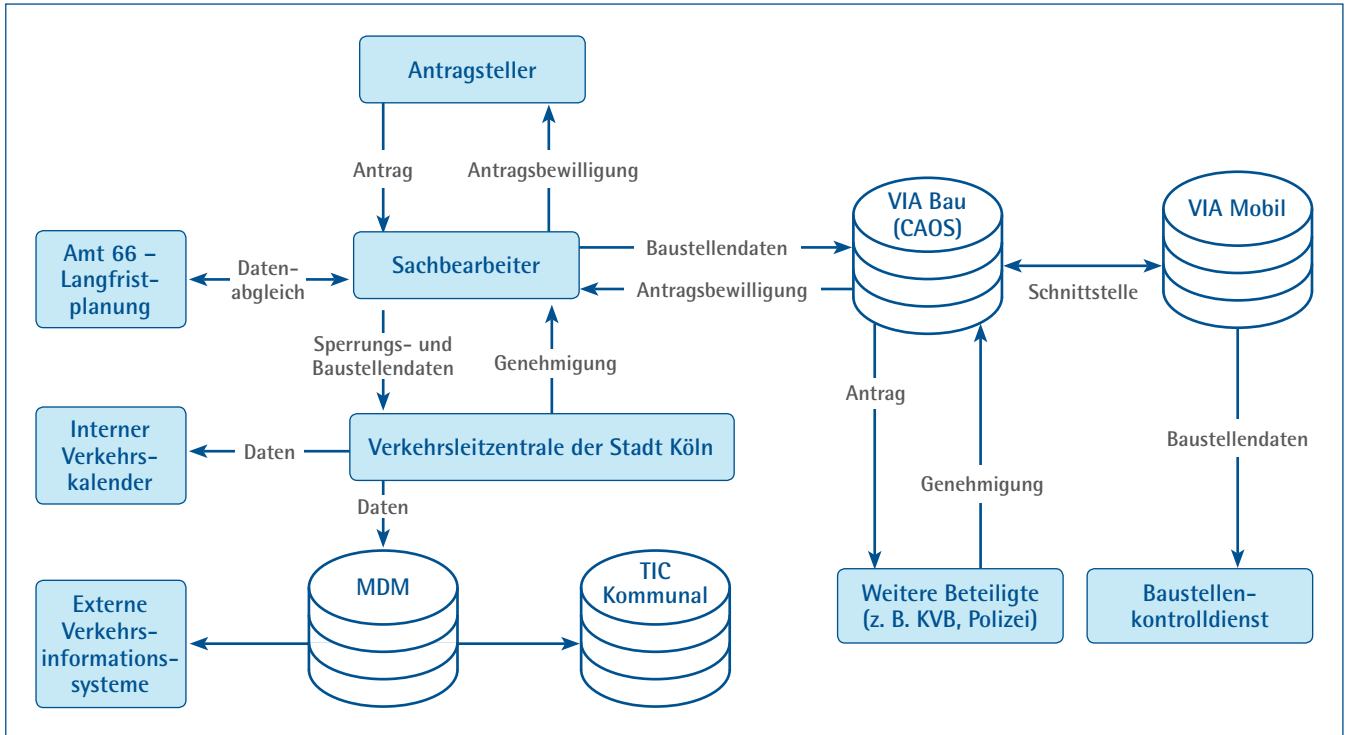 Antragsteller
Antrag
Antragsbewilligung
VIA Bau
(CAOS)
VIA Mobil
Amt 66 –
Langfrist-
planung
Daten-
abgleich
Sachbearbeiter
Baustellendaten
Antragsbewilligung
Schnittstelle
Sperrungs- und
Baustellendaten
Genehmigung
Antrag
Interner
Verkehrs-
kalender
Daten
Verkehrsleitzentrale der Stadt Köln
Baustellendaten
Genehmigung
Daten
Externe
Verkehrs-
informations-
systeme
MDM
TIC
Kommunal
Weitere Beteiligte
(z. B. KVB, Polizei)
Baustellen-
kontrolldienst